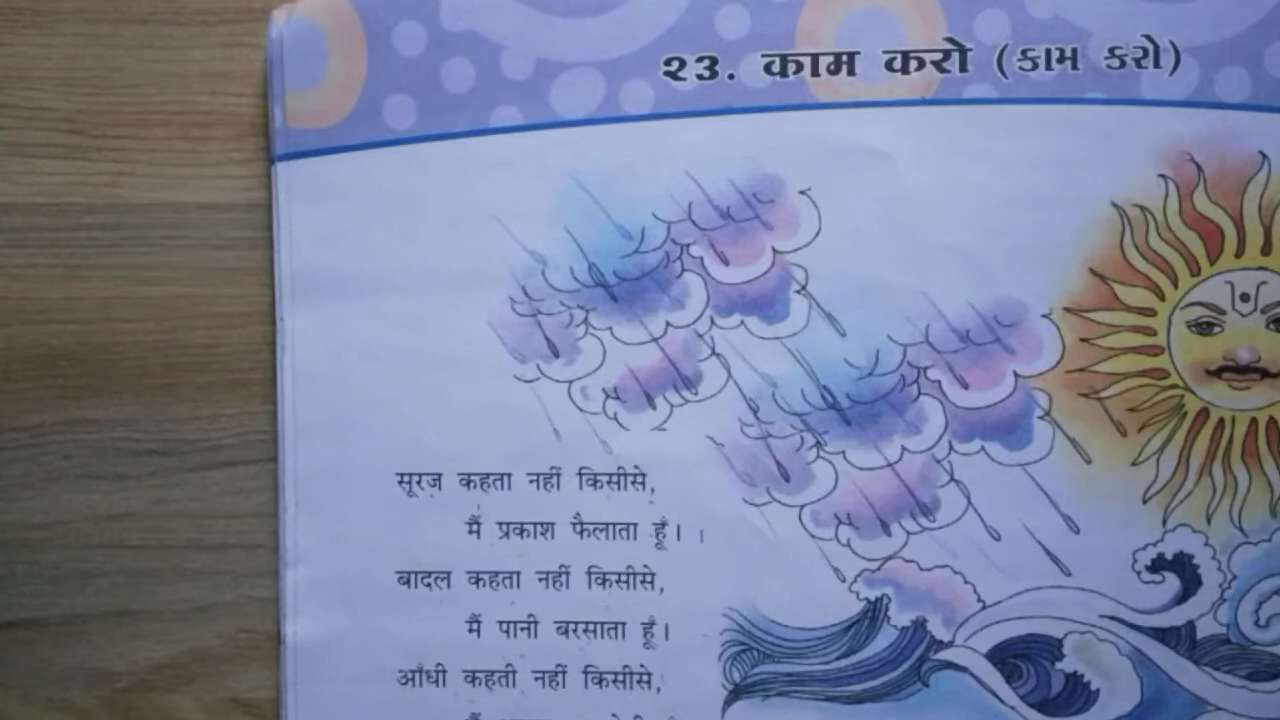 २३. काम करो (કામ કરો)
सूरज कहता नहीं किसीसे,
मैं प्रकाश फैलाता हूँ।
बादल कहता नहीं किसीसे,
मैं पानी बरसाता हूँ।
आँधी कहती नहीं किसीसे,
मैं